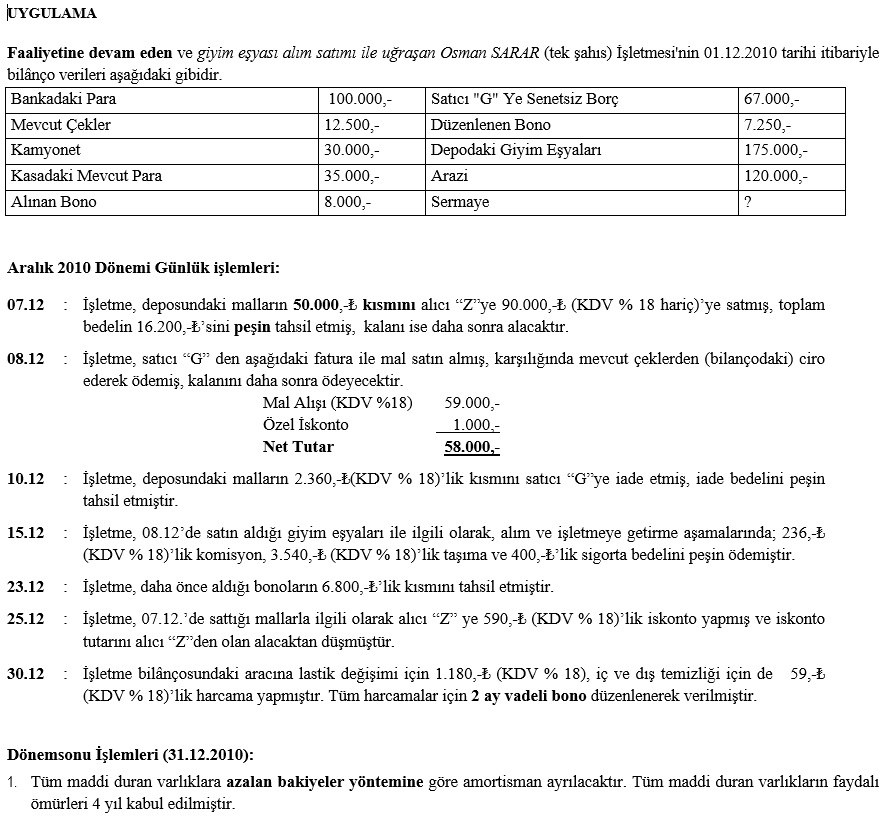 UYGULAMA
Faaliyetine devam eden ve giyim eşyası alım satımı ile uğraşan Osman SARAR (tek şahıs) İşletmesi'nin 01.12.2010 tarihi itibariyle
bilânço verileri aşağıdaki gibidir.
Bankadaki Para 100.000,- Satıcı "G" Ye Senetsiz Borç 67.000,-
Mevcut Çekler 12.500,- Düzenlenen Bono 7.250,-
Kamyonet 30.000,- Depodaki Giyim Eşyaları 175.000,-
Kasadaki Mevcut Para 35.000,- Arazi 120.000,-
Alınan Bono 8.000,- Sermaye ?
Aralık 2010 Dönemi Günlük işlemleri:
07.12 : İşletme, deposundaki malların 50.000,-₺ kısmını alıcı “Z”ye 90.000,-₺ (KDV % 18 hariç)’ye satmış, toplam
bedelin 16.200,-₺’sini peşin tahsil etmiş, kalanı ise daha sonra alacaktır.
08.12 : İşletme, satıcı “G” den aşağıdaki fatura ile mal satın almış, karşılığında mevcut çeklerden (bilançodaki) ciro
ederek ödemiş, kalanını daha sonra ödeyecektir.
Mal Alışı (KDV %18) 59.000,-
Özel İskonto 1.000,-
Net Tutar 58.000,-
10.12 : İşletme, deposundaki malların 2.360,-₺(KDV % 18)’lik kısmını satıcı “G”ye iade etmiş, iade bedelini peşin
tahsil etmiştir.
15.12 : İşletme, 08.12’de satın aldığı giyim eşyaları ile ilgili olarak, alım ve işletmeye getirme aşamalarında; 236,-₺
(KDV % 18)’lik komisyon, 3.540,-₺ (KDV % 18)’lik taşıma ve 400,-₺’lik sigorta bedelini peşin ödemiştir.
23.12 : İşletme, daha önce aldığı bonoların 6.800,-₺’lik kısmını tahsil etmiştir.
25.12 : İşletme, 07.12.’de sattığı mallarla ilgili olarak alıcı “Z” ye 590,-₺ (KDV % 18)’lik iskonto yapmış ve iskonto
tutarını alıcı “Z”den olan alacaktan düşmüştür.
30.12 : İşletme bilânçosundaki aracına lastik değişimi için 1.180,-₺ (KDV % 18), iç ve dış temizliği için de 59,-₺
(KDV % 18)’lik harcama yapmıştır. Tüm harcamalar için 2 ay vadeli bono düzenlenerek verilmiştir.
Dönemsonu İşlemleri (31.12.2010):
1. Tüm maddi duran varlıklara azalan bakiyeler yöntemine göre amortisman ayrılacaktır. Tüm maddi duran varlıkların faydalı
ömürleri 4 yıl kabul edilmiştir.